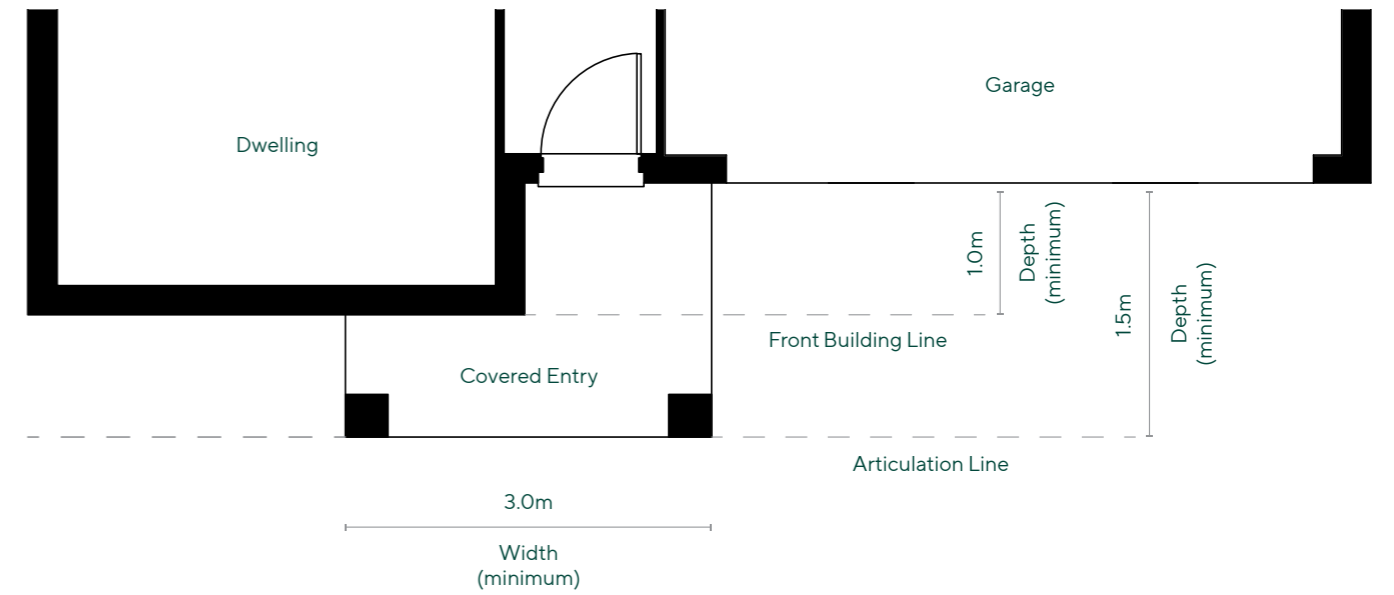 Garage
Dwelling
1.0m
Depth
(minimum)
1.5m
Depth
(minimum)
Front Building Line
Covered Entry
Articulation Line
3.0m
Width
(minimum)